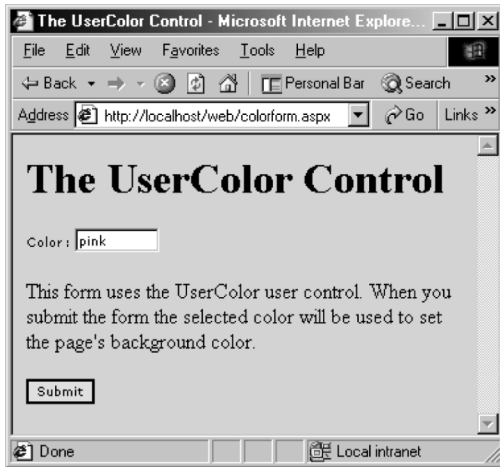 The UserColor Control - Microsoft Internet Explore...
File Edit View Favorites Tools Help
Back Personal Bar Search »
Address http://localhost/web/colorform.aspx Go Links »
The UserColor Control
Color: pink
This form uses the UserColor user control. When you
submit the form the selected color will be used to set
the page's background color.
Submit
Done Local intranet